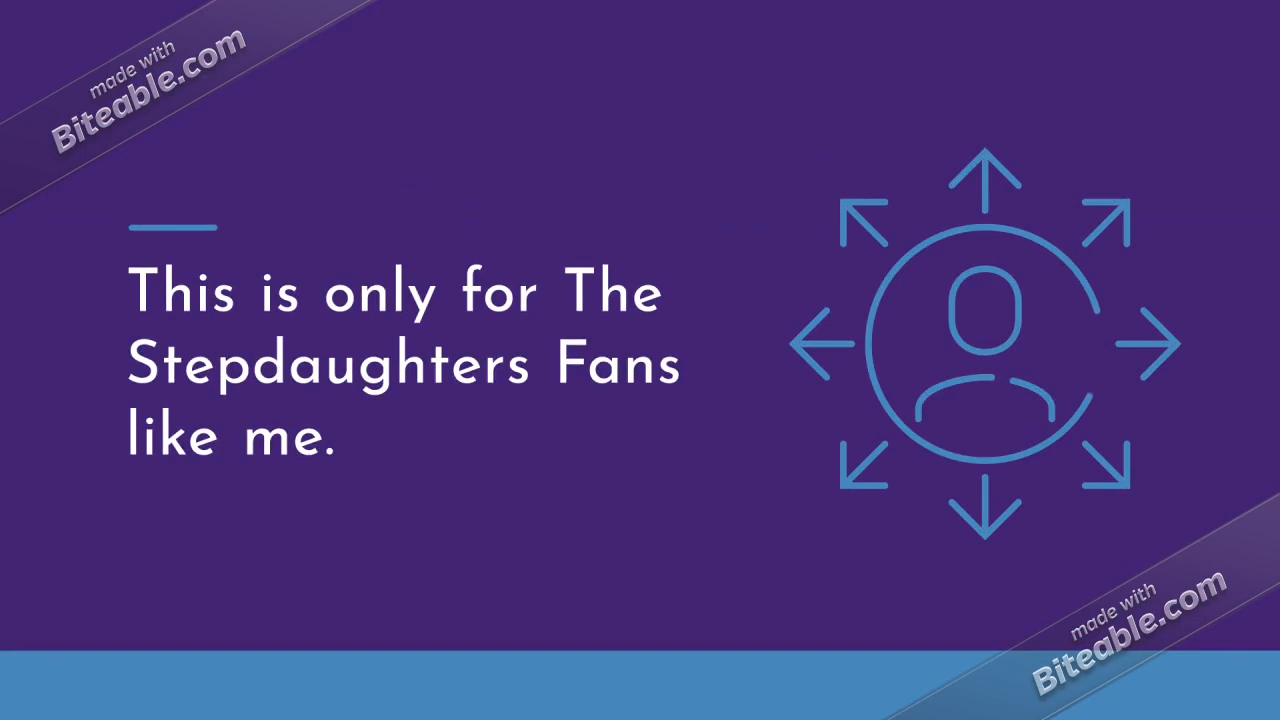 made with
Biteable.com
This is only for The
Stepdaughters Fans
like me.
made with
Biteable.com